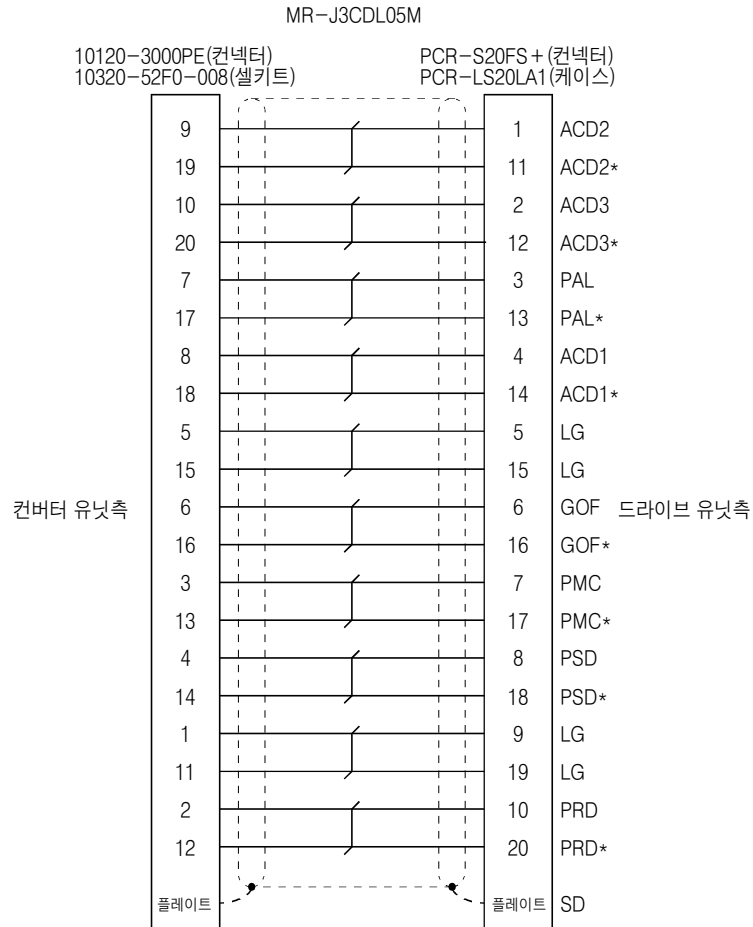 MR-J3CDL05M
10120-3000PE(컨넥터) PCR-S20FS+(컨넥터)
10320-52F0-008(셸키트) PCR-LS20LA1(케이스)
9 1 ACD2
19 11 ACD2*
10 2 ACD3
20 12 ACD3*
7 3 PAL
17 13 PAL*
8 4 ACD1
18 14 ACD1*
5 5 LG
15 15 LG
컨버터 유닛측 6 6 GOF 드라이브 유닛측
16 16 GOF*
3 7 PMC
13 17 PMC*
4 8 PSD
14 18 PSD*
1 9 LG
11 19 LG
2 10 PRD
12 20 PRD*
플레이트 플레이트 SD